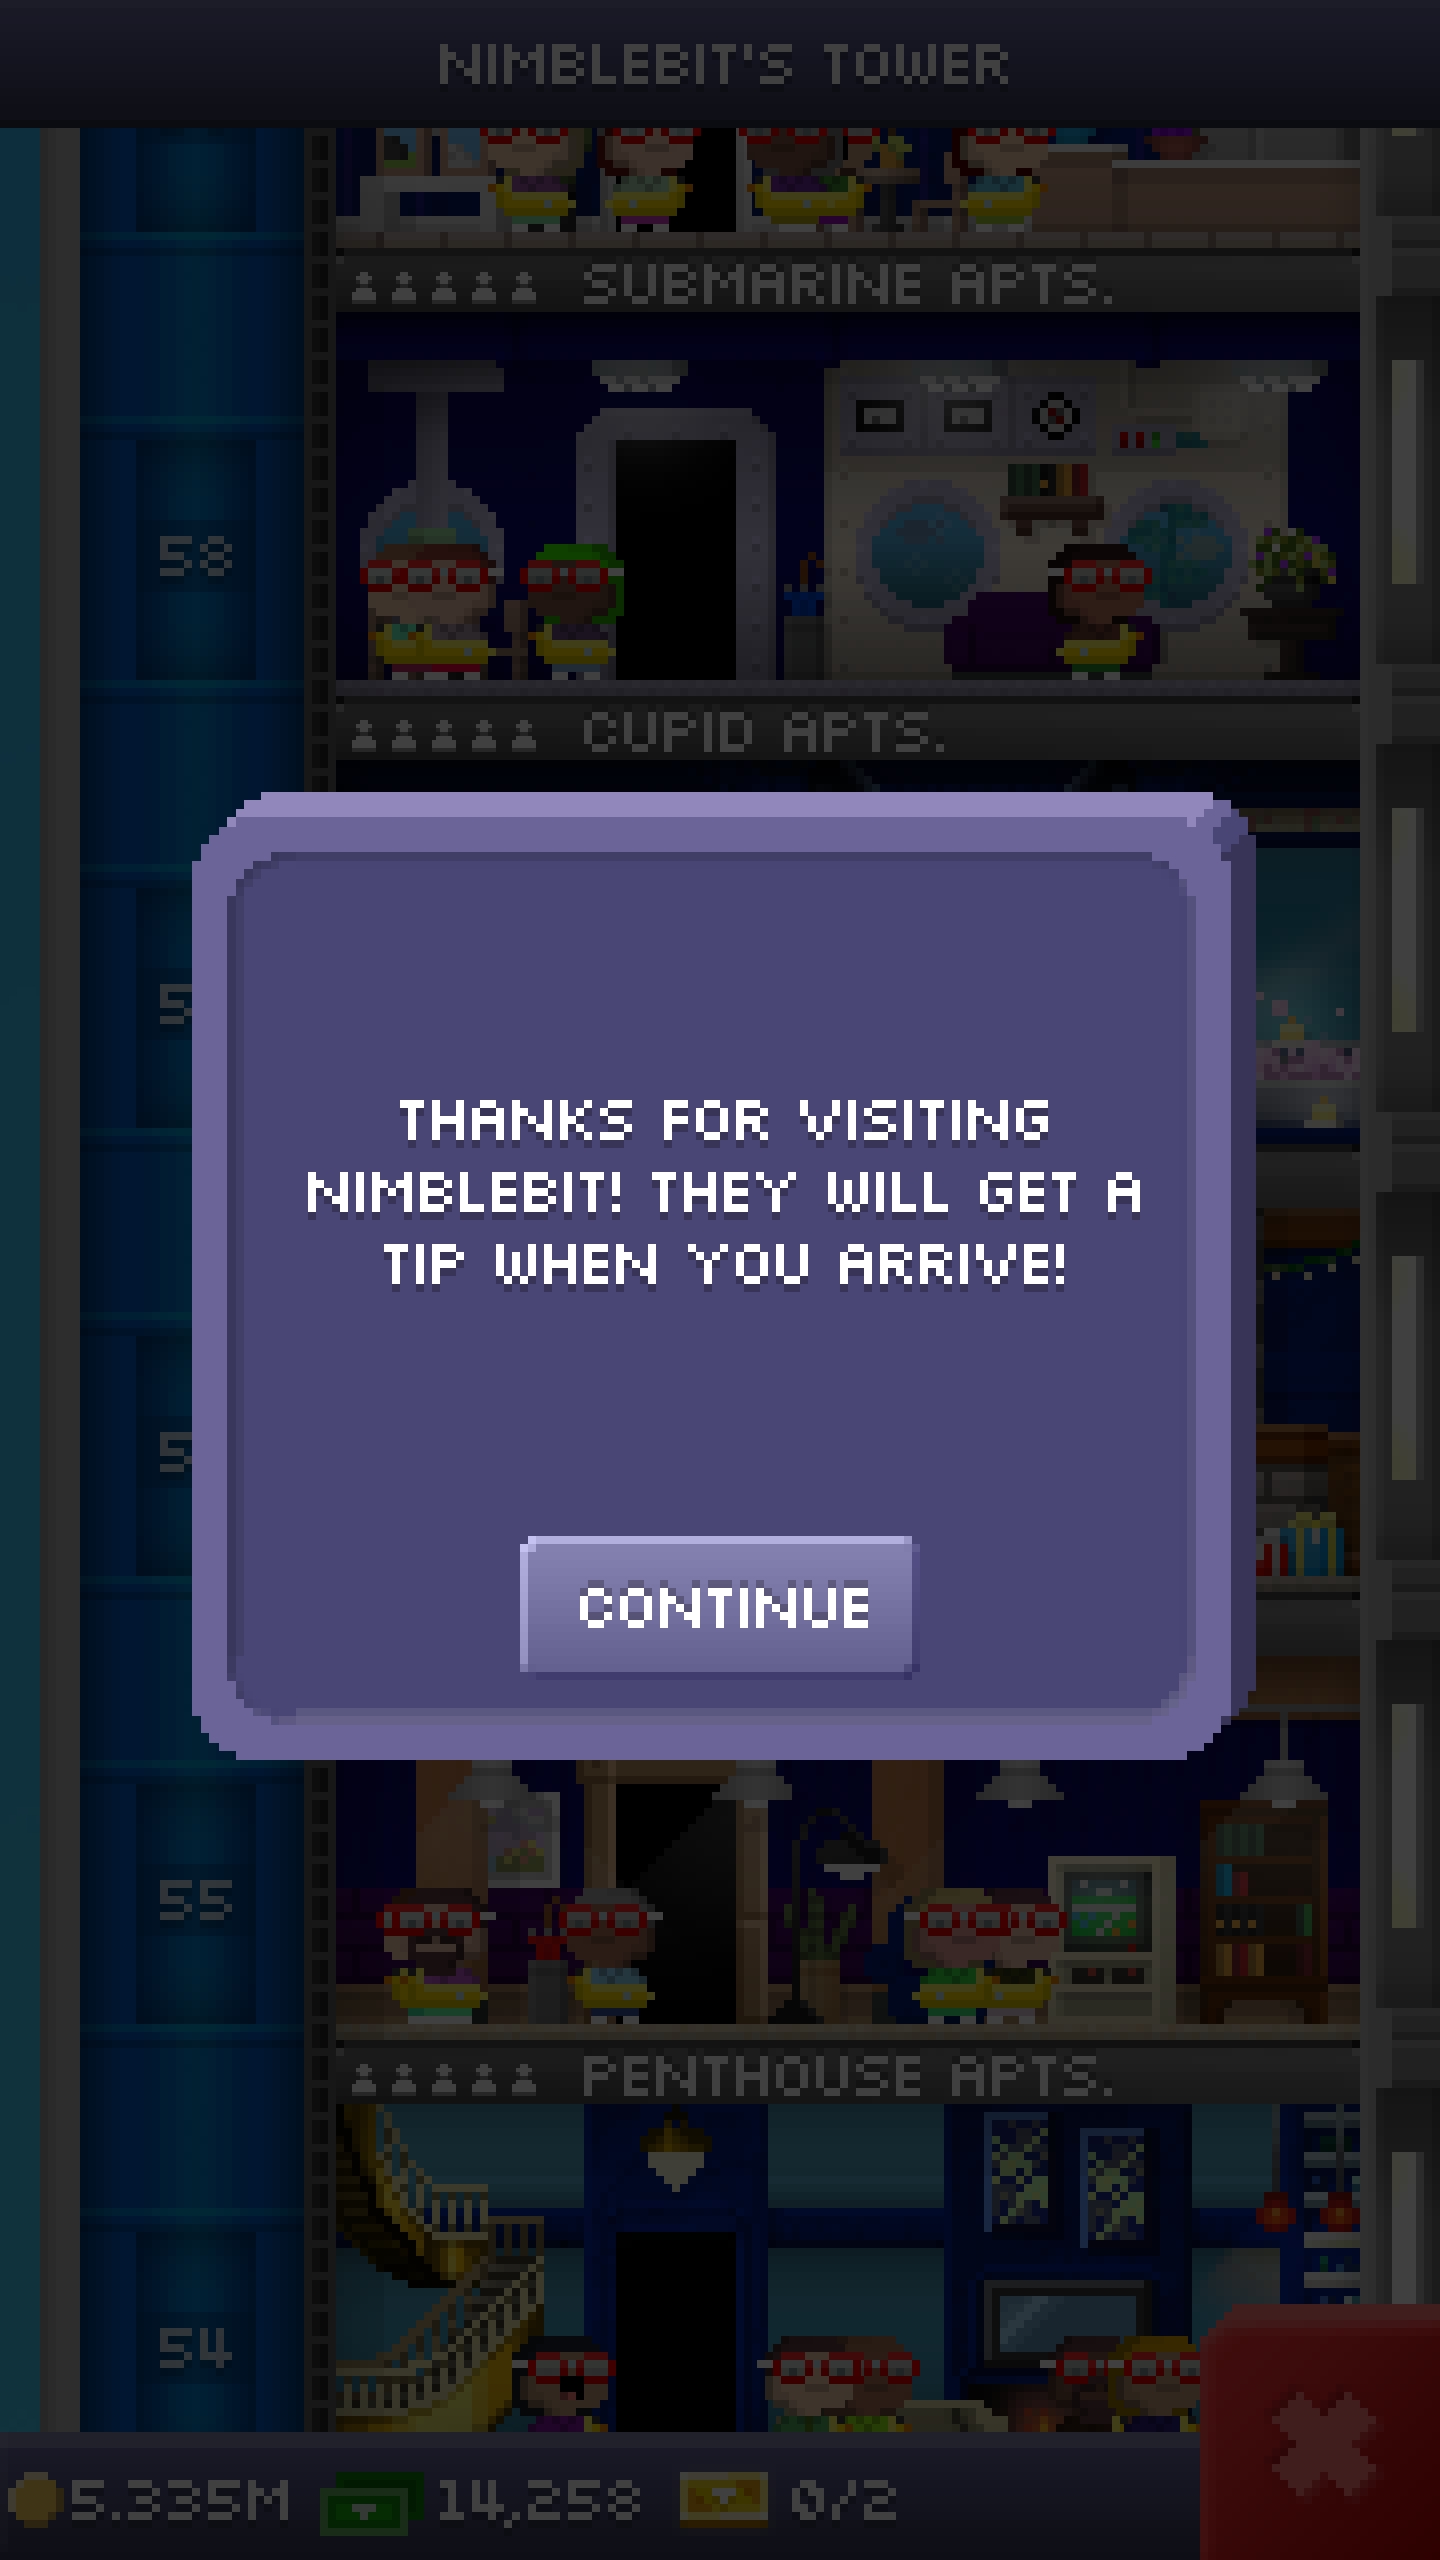 NIMBLEBIT'S TOWER
SUBMARINE APTS.
58
CUPID APTS.
THANKS FOR VISITING
NIMBLEBIT! THEY WILL GET A
TIP WHEN YOU ARRIVE!
CONTINUE
55
PENTHOUSE APTS.
54
5.335M 14,258 0/2